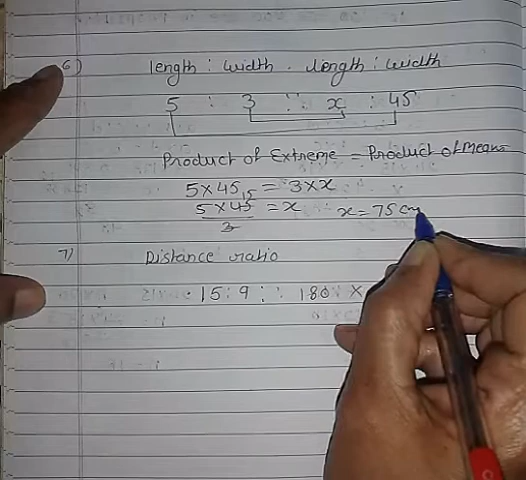 6) length : width . length : width
5 : 3 :: x : 45
Product of Extreme = Product of Means
5 × 45 = 3 × x
5 × 45 15 = x x = 75 cm
3
7) Distance ratio
15 : 9 :: 180 : x